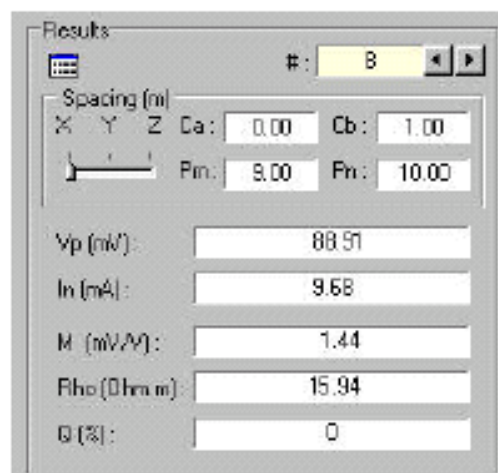 Results
#: 8
Spacing (m)
X Y Z Ca: 0.00 Cb: 1.00
Pm: 9.00 Pn: 10.00
Vp (mV): 88.91
In (mA): 9.68
M (mV/V): 1.44
Rho (Ohm.m): 15.94
Q (%): 0